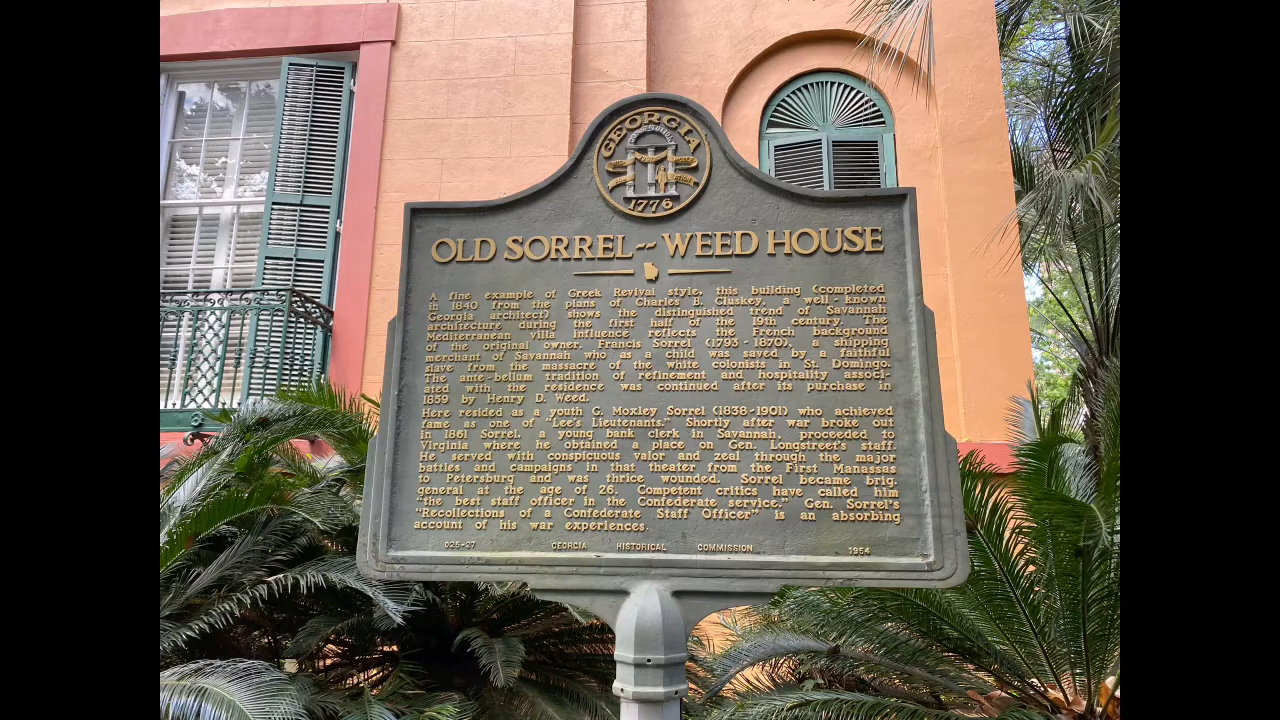 GEORGIA
1776
OLD SORREL--WEED HOUSE
A fine example of Greek Revival style, this building (completed
in 1840 from the plans of Charles B. Cluskey, a well-known
Georgia architect) shows the distinguished trend of Savannah
architecture during the first half of the 19th century. The
Mediterranean villa influence reflects the French background
of the original owner, Francis Sorrel (1793-1870), a shipping
merchant of Savannah who as a child was saved by a faithful
slave from the massacre of the white colonists in St. Domingo.
The ante-bellum tradition of refinement and hospitality associ-
ated with the residence was continued after its purchase in
1859 by Henry D. Weed.
Here resided as a youth G. Moxley Sorrel (1838-1901) who achieved
fame as one of "Lee's Lieutenants." Shortly after war broke out
in 1861 Sorrel, a young bank clerk in Savannah, proceeded to
Virginia where he obtained a place on Gen. Longstreet's staff.
He served with conspicuous valor and zeal through the major
battles and campaigns in that theater from the First Manassas
to Petersburg and was thrice wounded. Sorrel became brig.
general at the age of 26. Competent critics have called him
"the best staff officer in the Confederate service." Gen. Sorrel's
"Recollections of a Confederate Staff Officer" is an absorbing
account of his war experiences.
025-27 GEORGIA HISTORICAL COMMISSION 1954